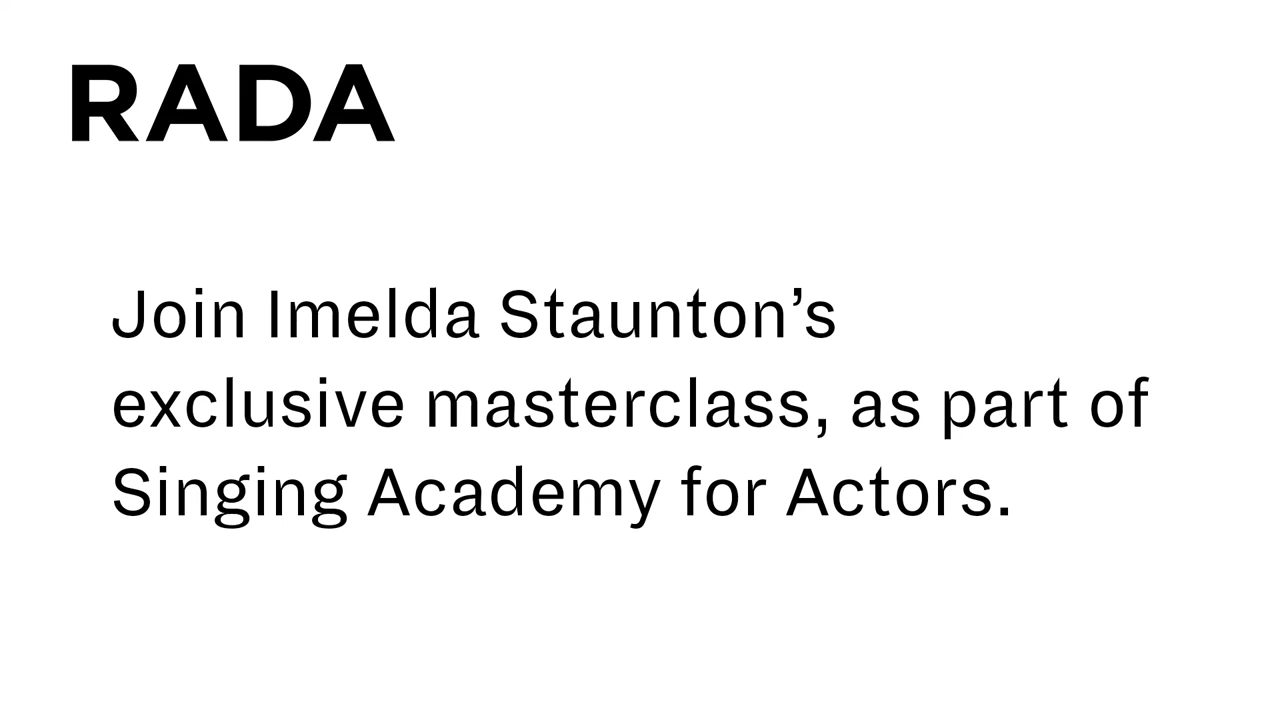 RADA
Join Imelda Staunton’s
exclusive masterclass, as part of
Singing Academy for Actors.